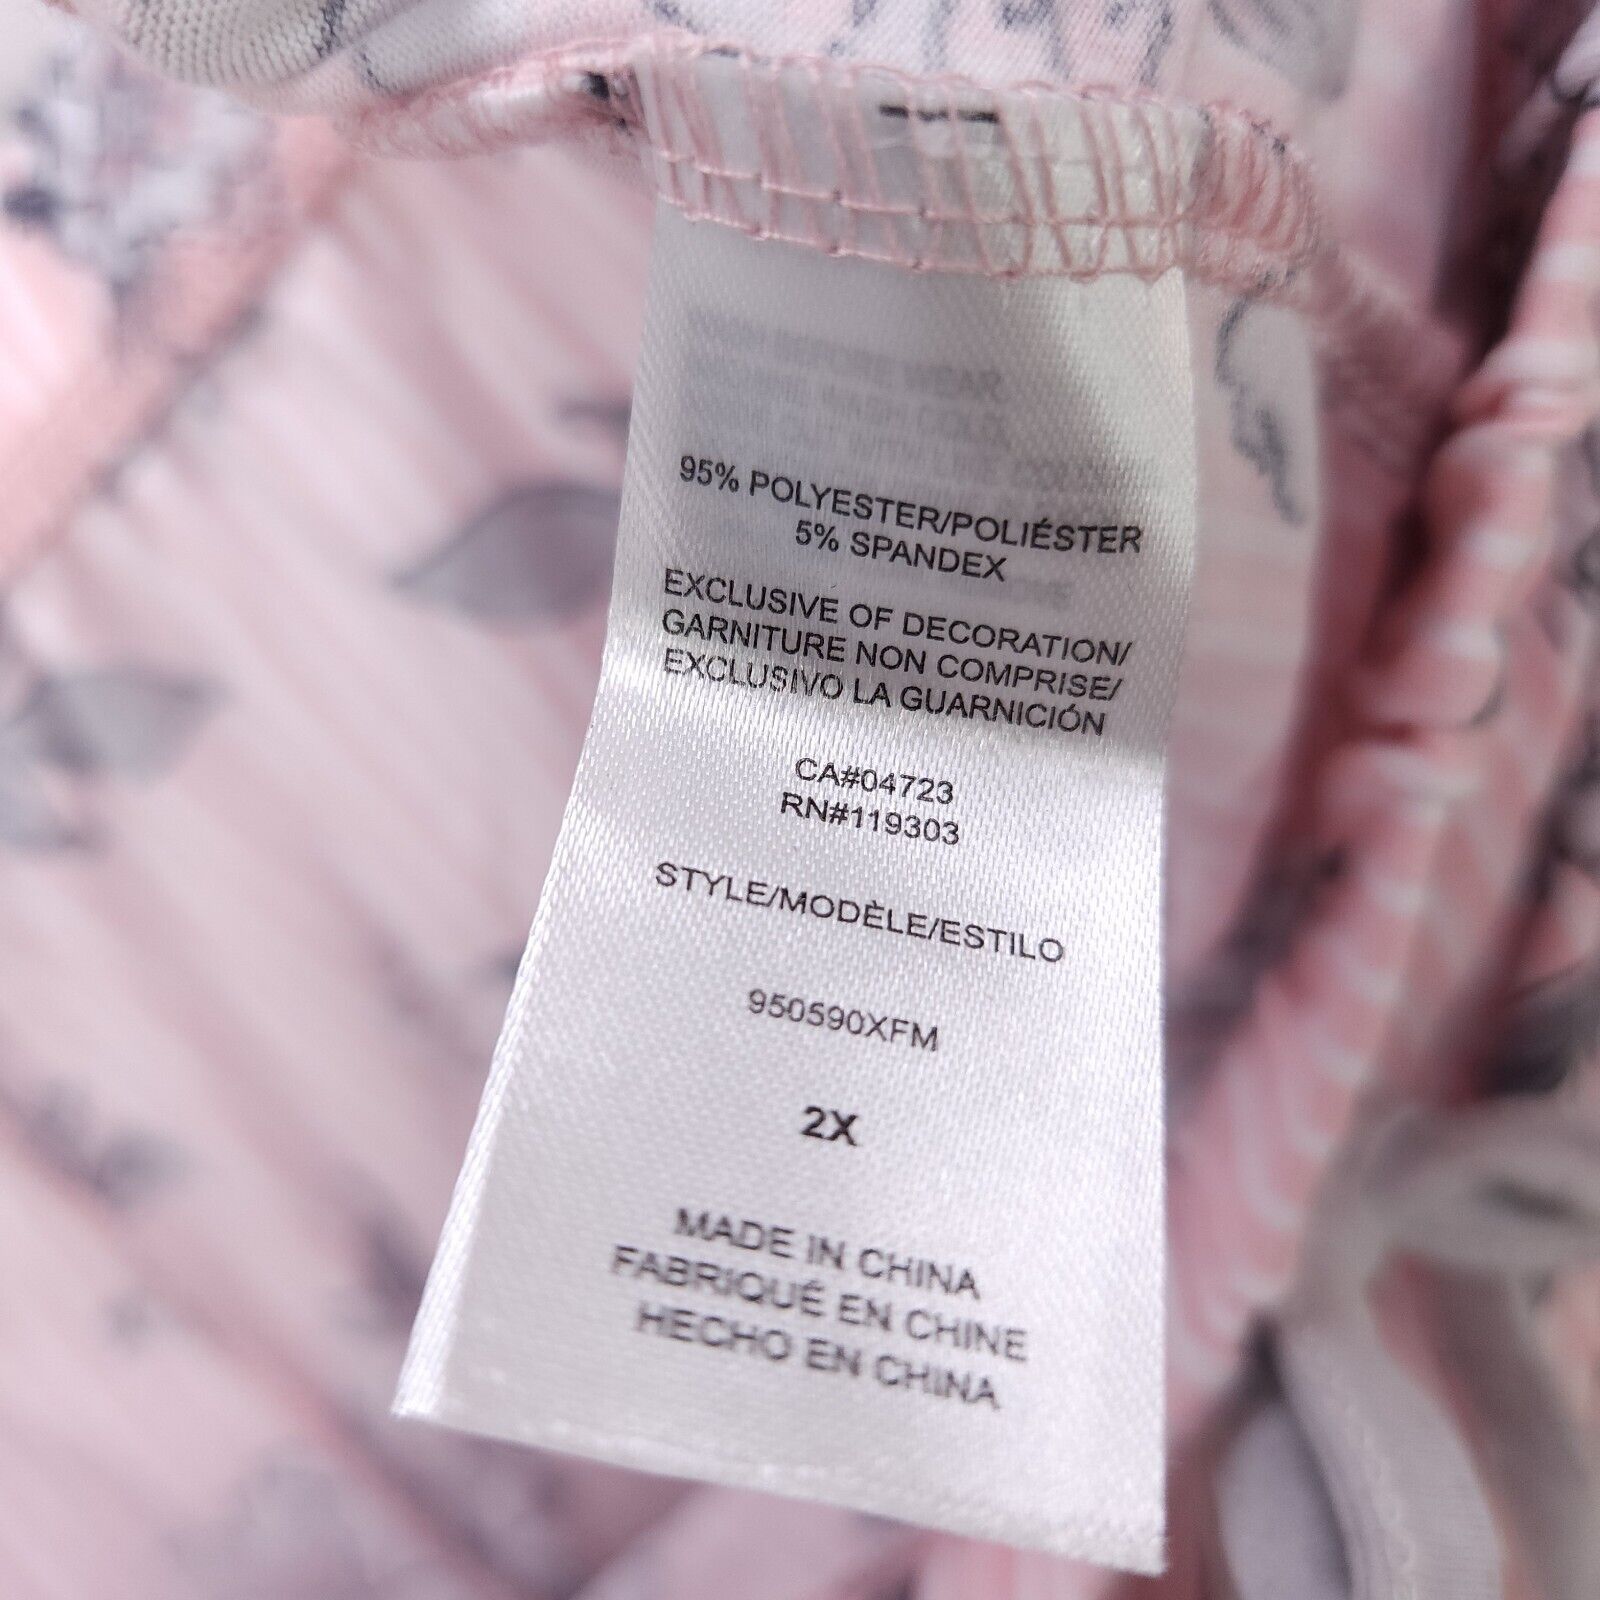 95% POLYESTER/POLIÉSTER
5% SPANDEX
EXCLUSIVE OF DECORATION/
GARNITURE NON COMPRISE/
EXCLUSIVO LA GUARNICIÓN
CA#04723
RN#119303
STYLE/MODÈLE/ESTILO
950590XFM
2X
MADE IN CHINA
FABRIQUÉ EN CHINE
HECHO EN CHINA